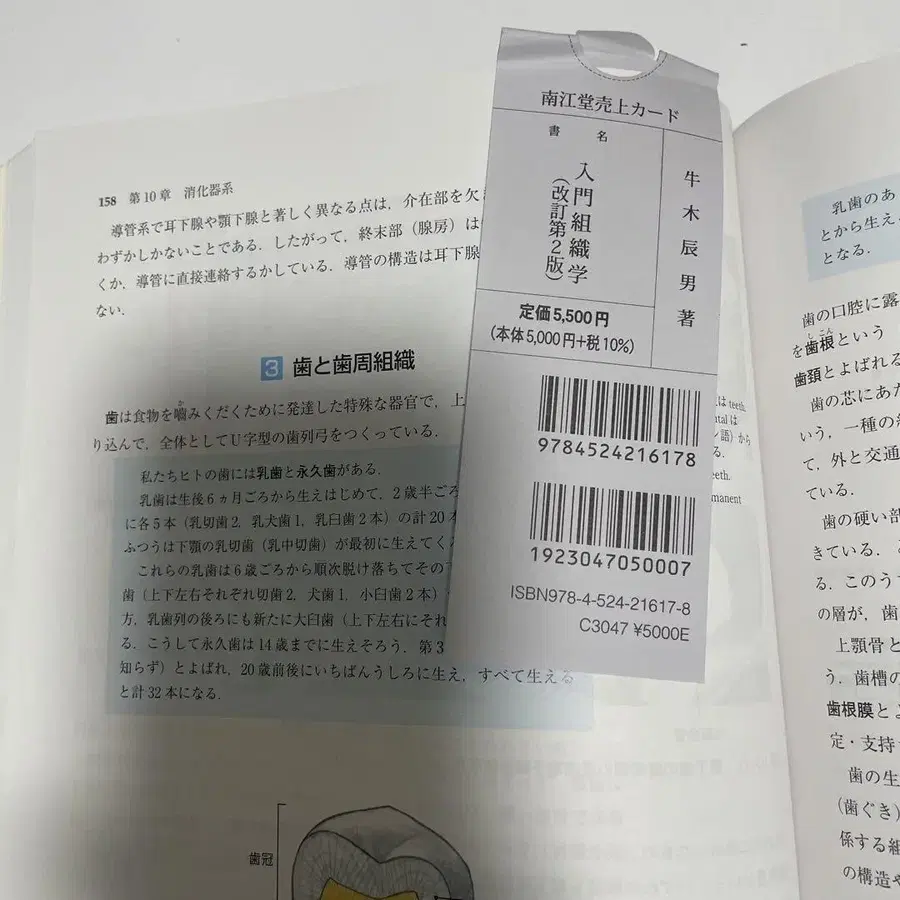 158 第10章 消化器系
導管系で耳下腺や顎下腺と著しく異なる点は,介在部を欠
わずかしかないことである.したがって,終末部(腺房)は
くか,導管に直接連絡するかしている.導管の構造は耳下腺
ない.
3 歯と歯周組織
歯は食物を嚙みくだくために発達した特殊な器官で,上
か
り込んで,全体としてU字型の歯列弓をつくっている.
私たちヒトの歯には乳歯と永久歯がある.
乳歯は生後6ヵ月ごろから生えはじめて,2歳半ごろ
に各5本(乳切歯2,乳犬歯1,乳臼歯2本)の計20本
ふつうは下顎の乳切歯(乳中切歯)が最初に生えてく
これらの乳歯は6歳ごろから順次脱け落ちてその
歯(上下左右それぞれ切歯2,犬歯1,小臼歯2本)
方,乳歯列の後ろにも新たに大臼歯(上下左右にそれ
る.こうして永久歯は14歳までに生えそろう.第3
知らず)とよばれ,20歳前後にいちばんうしろに生え,すべて生える
と計32本になる.
歯冠
南江堂売上カード
書名
入門組織学
(改訂第2版)
牛木辰男著
定価5,500円
(本体5,000円+税10%)
9784524216178
1923047050007
ISBN978-4-524-21617-8
C3047 ¥5000E
は teeth.
ン語)から
teeth.
manent
乳歯のあ
とから生え
となる.
歯の口腔に露
しこん
を歯根という
歯頚とよばれる
歯の芯にあた
いう,一種の
て,外と交通
ている.
歯の硬い部
きている.
る.このう
の層が,歯
上顎骨と
う.歯槽の
歯根膜とよ
定・支持
歯の生
(歯ぐき)
係する組
の構造や